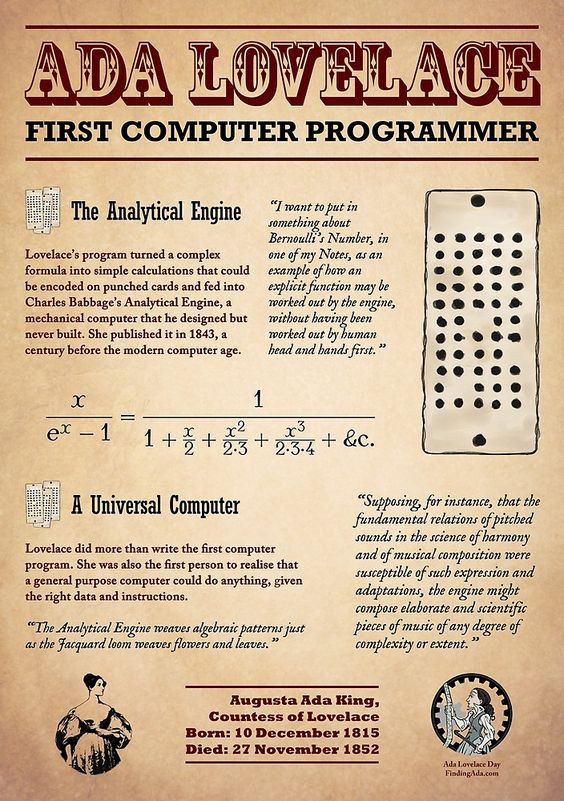 ADA LOVELACE
FIRST COMPUTER PROGRAMMER
The Analytical Engine
Lovelace's program turned a complex
formula into simple calculations that could
be encoded on punched cards and fed into
Charles Babbage's Analytical Engine, a
mechanical computer that he designed but
never built. She published it in 1843, a
century before the modern computer age.
“I want to put in
something about
Bernoulli's Number, in
one of my Notes, as an
example of how an
explicit function may be
worked out by the engine,
without having been
worked out by human
head and hands first.”
x / (e^x − 1) = 1 / (1 + x/2 + x^2/2·3 + x^3/2·3·4 + &c.)
A Universal Computer
Lovelace did more than write the first computer
program. She was also the first person to realise that
a general purpose computer could do anything, given
the right data and instructions.
“The Analytical Engine weaves algebraic patterns just
as the Jacquard loom weaves flowers and leaves.”
“Supposing, for instance, that the
fundamental relations of pitched
sounds in the science of harmony
and of musical composition were
susceptible of such expression and
adaptations, the engine might
compose elaborate and scientific
pieces of music of any degree of
complexity or extent.”
Augusta Ada King,
Countess of Lovelace
Born: 10 December 1815
Died: 27 November 1852
Ada Lovelace Day
FindingAda.com